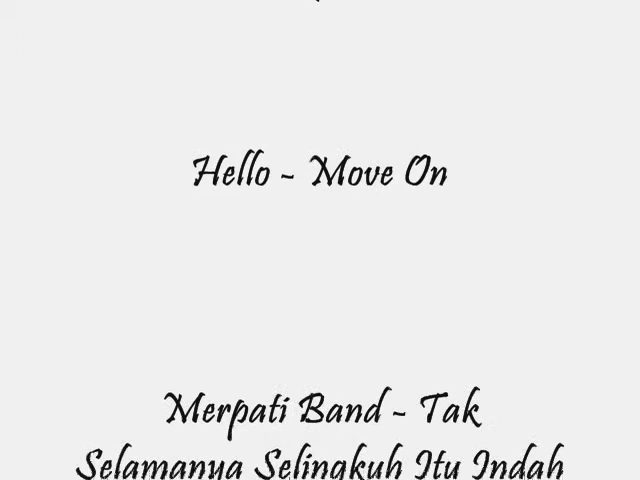 Hello - Move On
Merpati Band - Tak
Selamanya Selingkuh Itu Indah